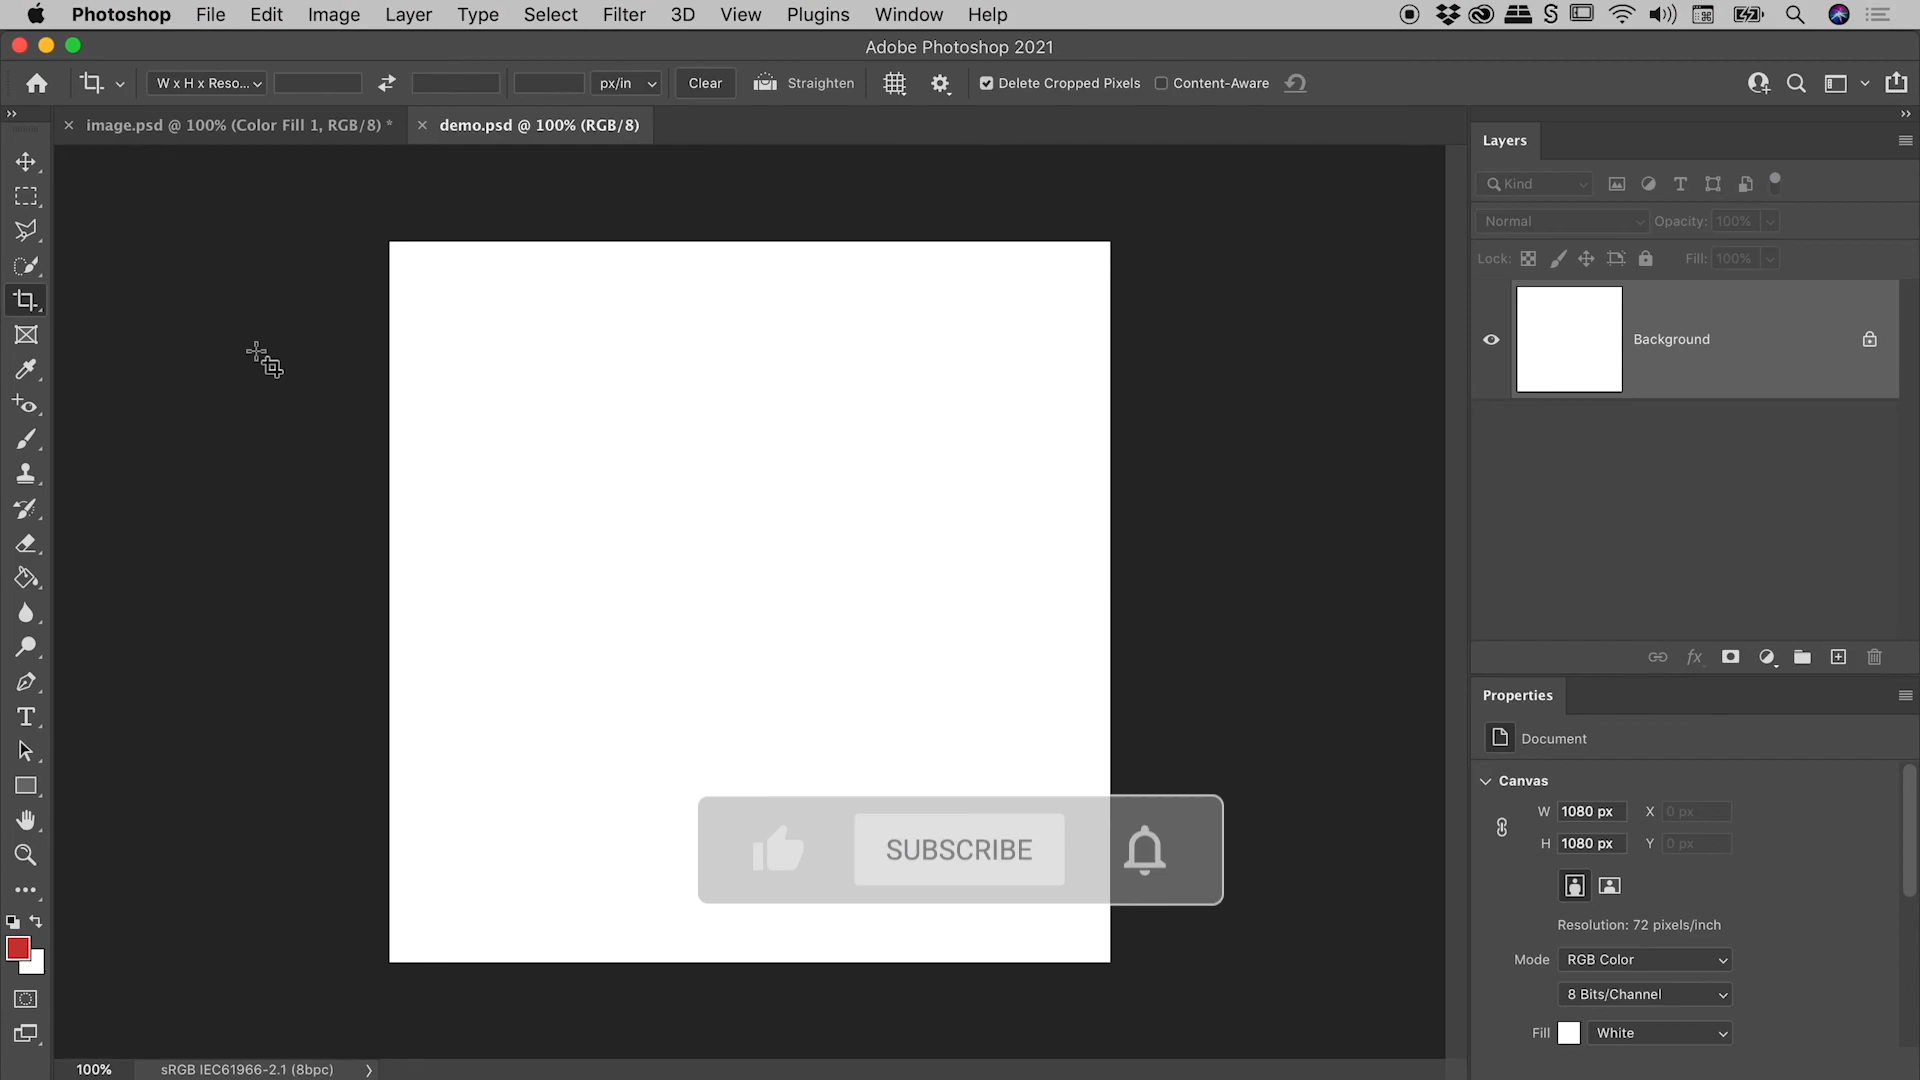 Photoshop File Edit Image Layer Type Select Filter 3D View Plugins Window Help
Adobe Photoshop 2021
W x H x Reso... px/in Clear Straighten Delete Cropped Pixels Content-Aware
image.psd @ 100% (Color Fill 1, RGB/8) * demo.psd @ 100% (RGB/8)
Layers
Kind
Normal Opacity: 100%
Lock: Fill: 100%
Background
Properties
Document
Canvas
W 1080 px X 0 px
H 1080 px Y 0 px
SUBSCRIBE
Resolution: 72 pixels/inch
Mode RGB Color
8 Bits/Channel
Fill White
100% sRGB IEC61966-2.1 (8bpc)